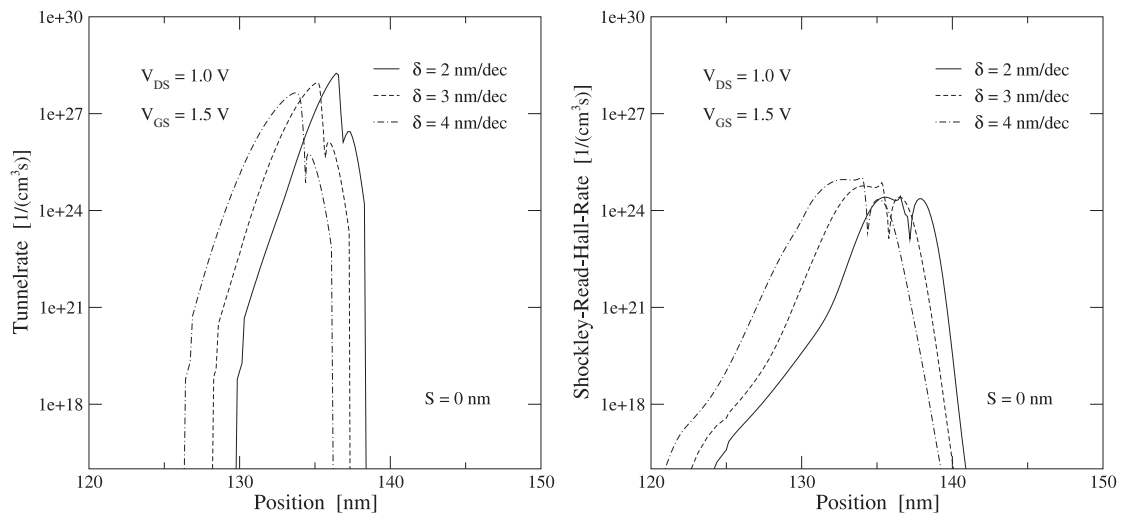 1e+30
1e+27
1e+24
1e+21
1e+18
120
130
140
150
Position [nm]
Tunnelrate [1/(cm³s)]
V_DS = 1.0 V
V_GS = 1.5 V
δ = 2 nm/dec
δ = 3 nm/dec
δ = 4 nm/dec
S = 0 nm
1e+30
1e+27
1e+24
1e+21
1e+18
120
130
140
150
Position [nm]
Shockley-Read-Hall-Rate [1/(cm³s)]
V_DS = 1.0 V
V_GS = 1.5 V
δ = 2 nm/dec
δ = 3 nm/dec
δ = 4 nm/dec
S = 0 nm